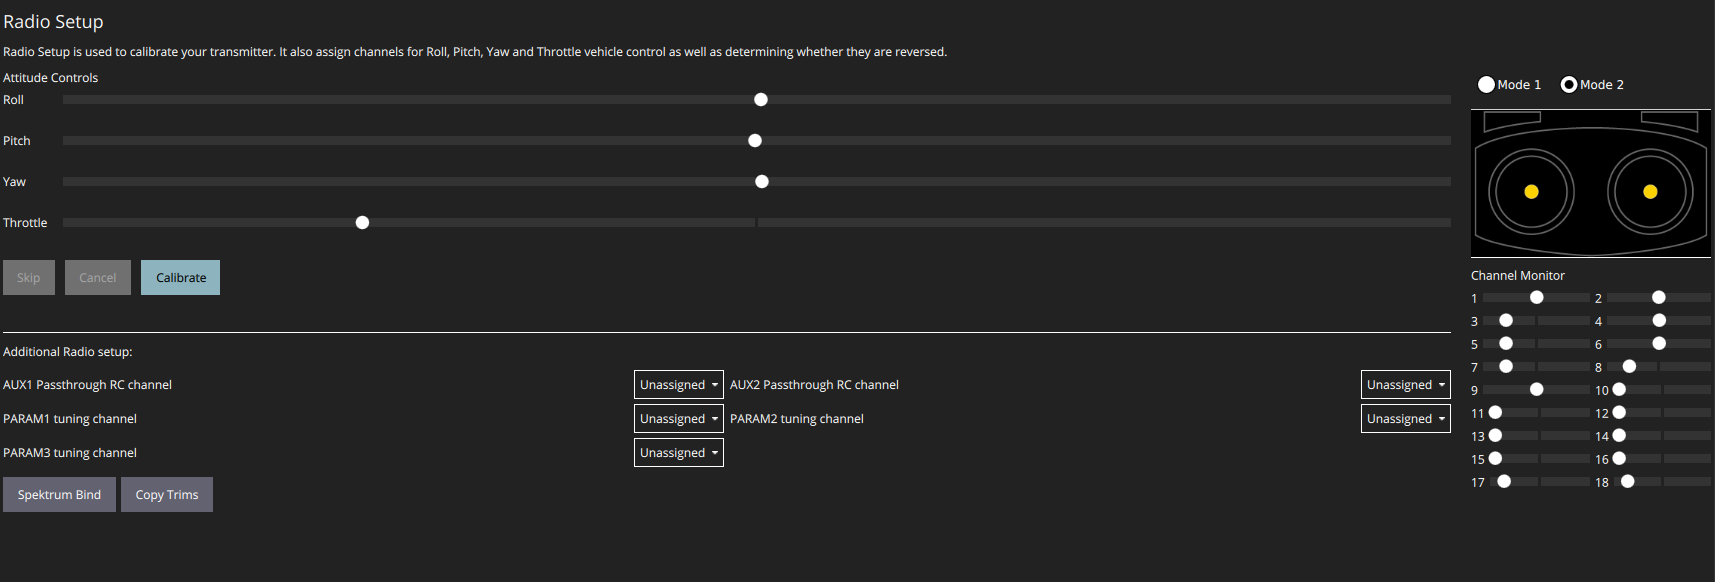 Radio Setup
Radio Setup is used to calibrate your transmitter. It also assign channels for Roll, Pitch, Yaw and Throttle vehicle control as well as determining whether they are reversed.
Attitude Controls
Roll
Pitch
Yaw
Throttle
Skip Cancel Calibrate
Additional Radio setup:
AUX1 Passthrough RC channel Unassigned AUX2 Passthrough RC channel Unassigned
PARAM1 tuning channel Unassigned PARAM2 tuning channel Unassigned
PARAM3 tuning channel Unassigned
Spektrum Bind Copy Trims
Mode 1 Mode 2
Channel Monitor
1 2
3 4
5 6
7 8
9 10
11 12
13 14
15 16
17 18